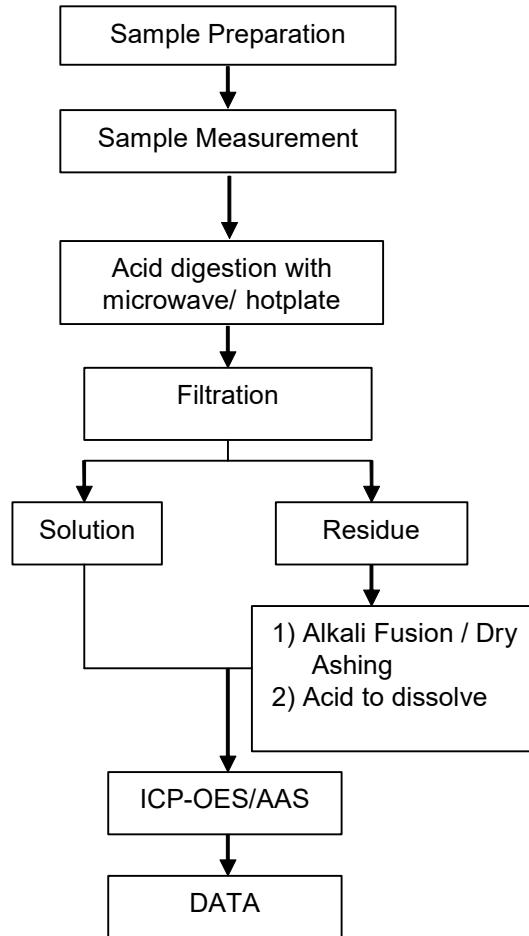 Sample Preparation
Sample Measurement
Acid digestion with
microwave/ hotplate
Filtration
Solution
Residue
1) Alkali Fusion / Dry
Ashing
2) Acid to dissolve
ICP-OES/AAS
DATA